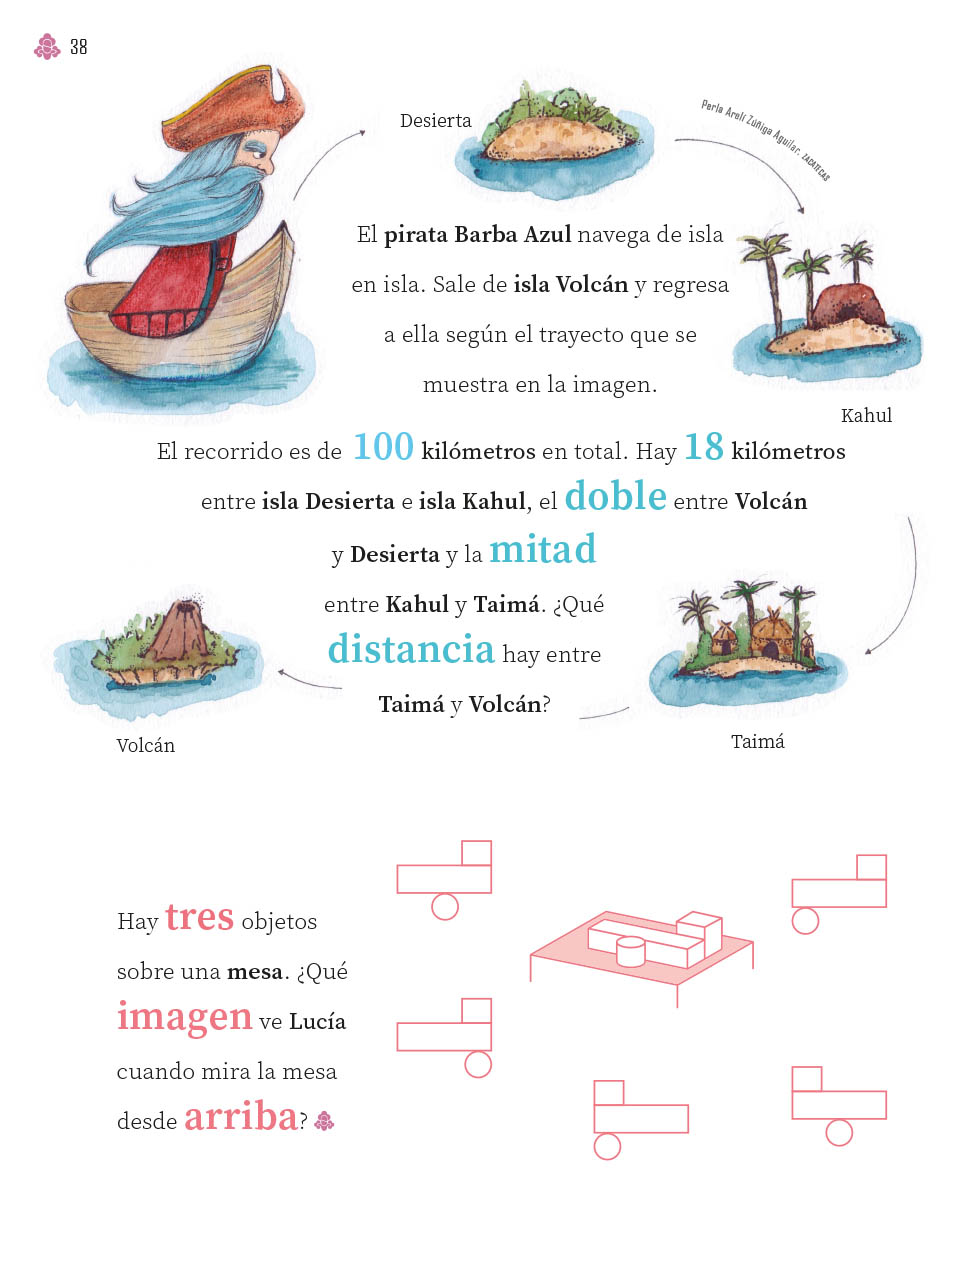 38
Desierta
Perla Areli Zúñiga Aguilar. ZACATECAS
El pirata Barba Azul navega de isla
en isla. Sale de isla Volcán y regresa
a ella según el trayecto que se
muestra en la imagen.
Kahul
El recorrido es de 100 kilómetros en total. Hay 18 kilómetros
entre isla Desierta e isla Kahul, el doble entre Volcán
y Desierta y la mitad
entre Kahul y Taimá. ¿Qué
distancia hay entre
Taimá y Volcán?
Volcán
Taimá
Hay tres objetos
sobre una mesa. ¿Qué
imagen ve Lucía
cuando mira la mesa
desde arriba?